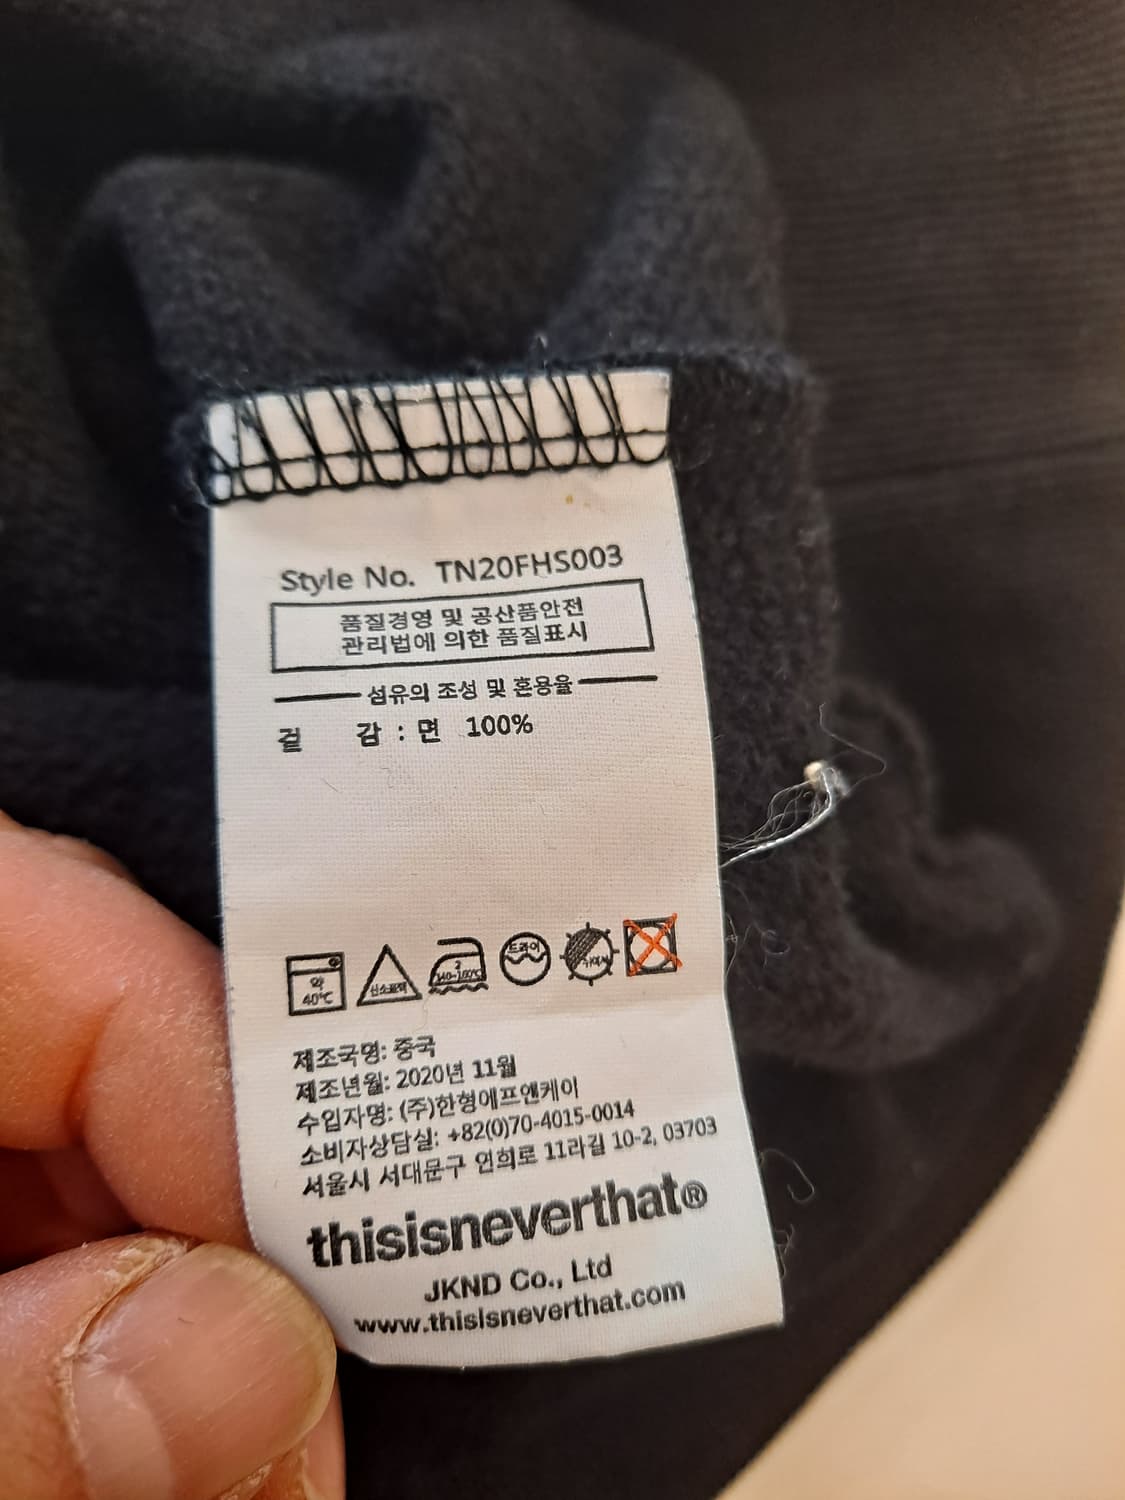 Style No. TN20FHS003
품질경영 및 공산품안전
관리법에 의한 품질표시
섬유의 조성 및 혼용율
겉 감 : 면 100%
약
40℃
산소표백
2
140~160℃
드라이
제조국명: 중국
제조년월: 2020년 11월
수입자명: (주)한형에프앤케이
소비자상담실: +82(0)70-4015-0014
서울시 서대문구 연희로 11라길 10-2, 03703
thisisneverthat®
JKND Co., Ltd
www.thisisneverthat.com